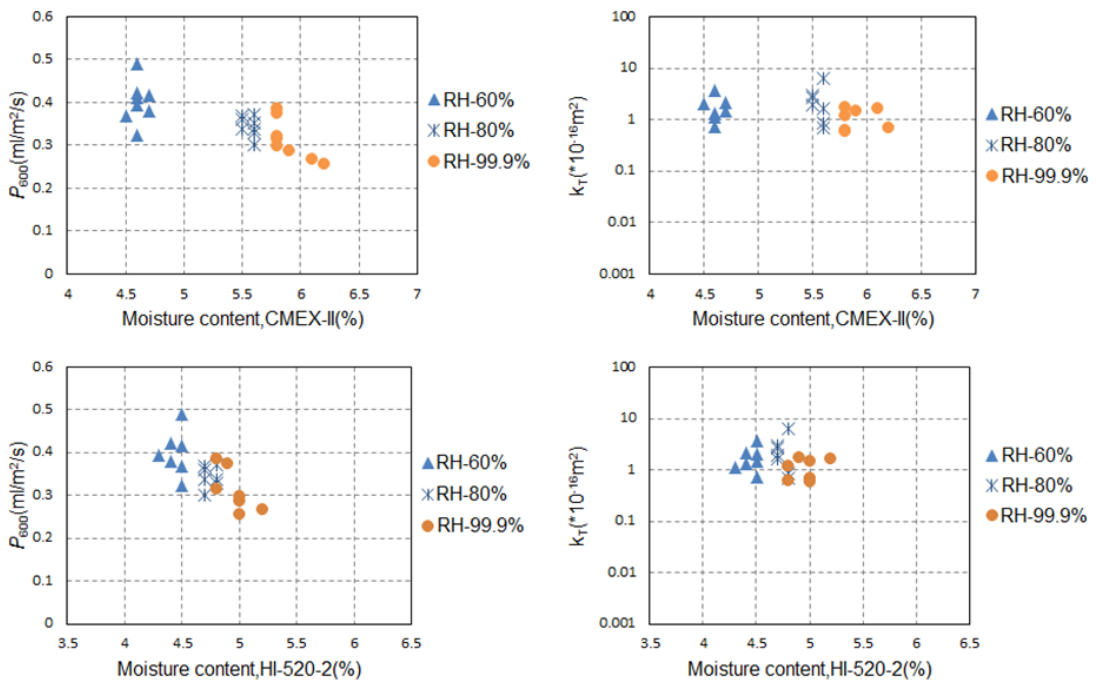 0.6
0.5
0.4
0.3
0.2
0.1
0
P600(ml/m²/s)
4
4.5
5
5.5
6
6.5
7
Moisture content,CMEX-II(%)
RH-60%
RH-80%
RH-99.9%
100
10
1
0.1
0.01
0.001
kT(*10-16m2)
4
4.5
5
5.5
6
6.5
7
Moisture content,CMEX-II(%)
RH-60%
RH-80%
RH-99.9%
0.6
0.5
0.4
0.3
0.2
0.1
0
P600(ml/m²/s)
3.5
4
4.5
5
5.5
6
6.5
Moisture content,HI-520-2(%)
RH-60%
RH-80%
RH-99.9%
100
10
1
0.1
0.01
0.001
kT(*10-16m2)
3.5
4
4.5
5
5.5
6
6.5
Moisture content,HI-520-2(%)
RH-60%
RH-80%
RH-99.9%